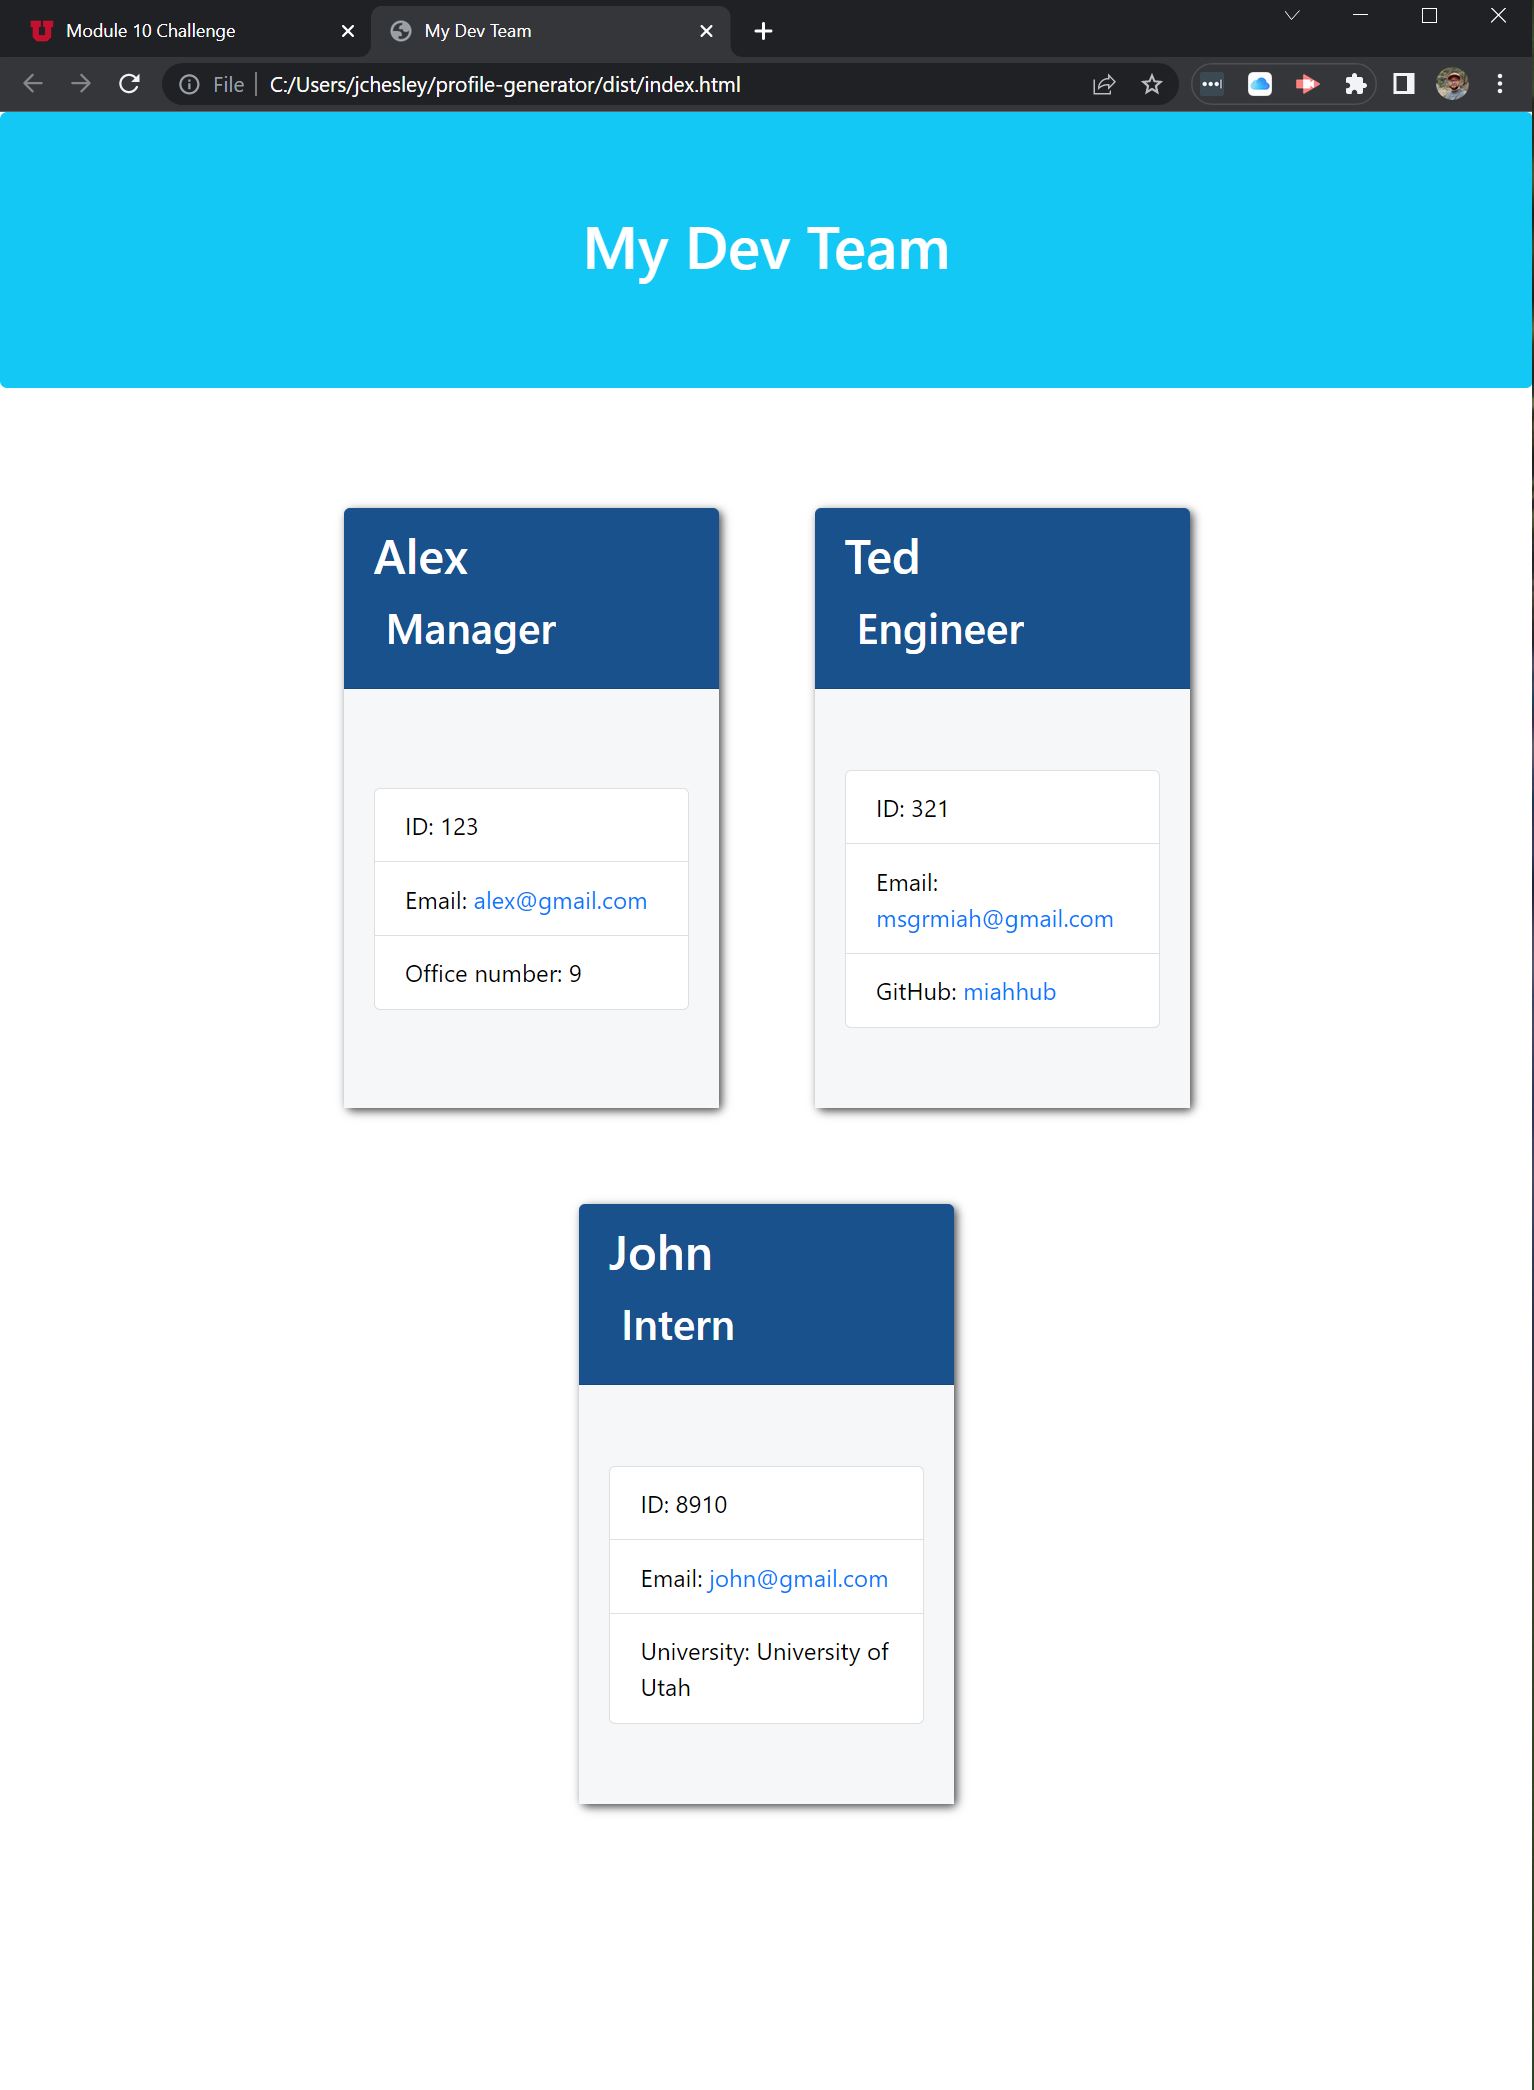 Module 10 Challenge
My Dev Team
File
C:/Users/jchesley/profile-generator/dist/index.html
My Dev Team
Alex
Manager
ID: 123
Email: alex@gmail.com
Office number: 9
Ted
Engineer
ID: 321
Email:
msgrmiah@gmail.com
GitHub: miahhub
John
Intern
ID: 8910
Email: john@gmail.com
University: University of
Utah